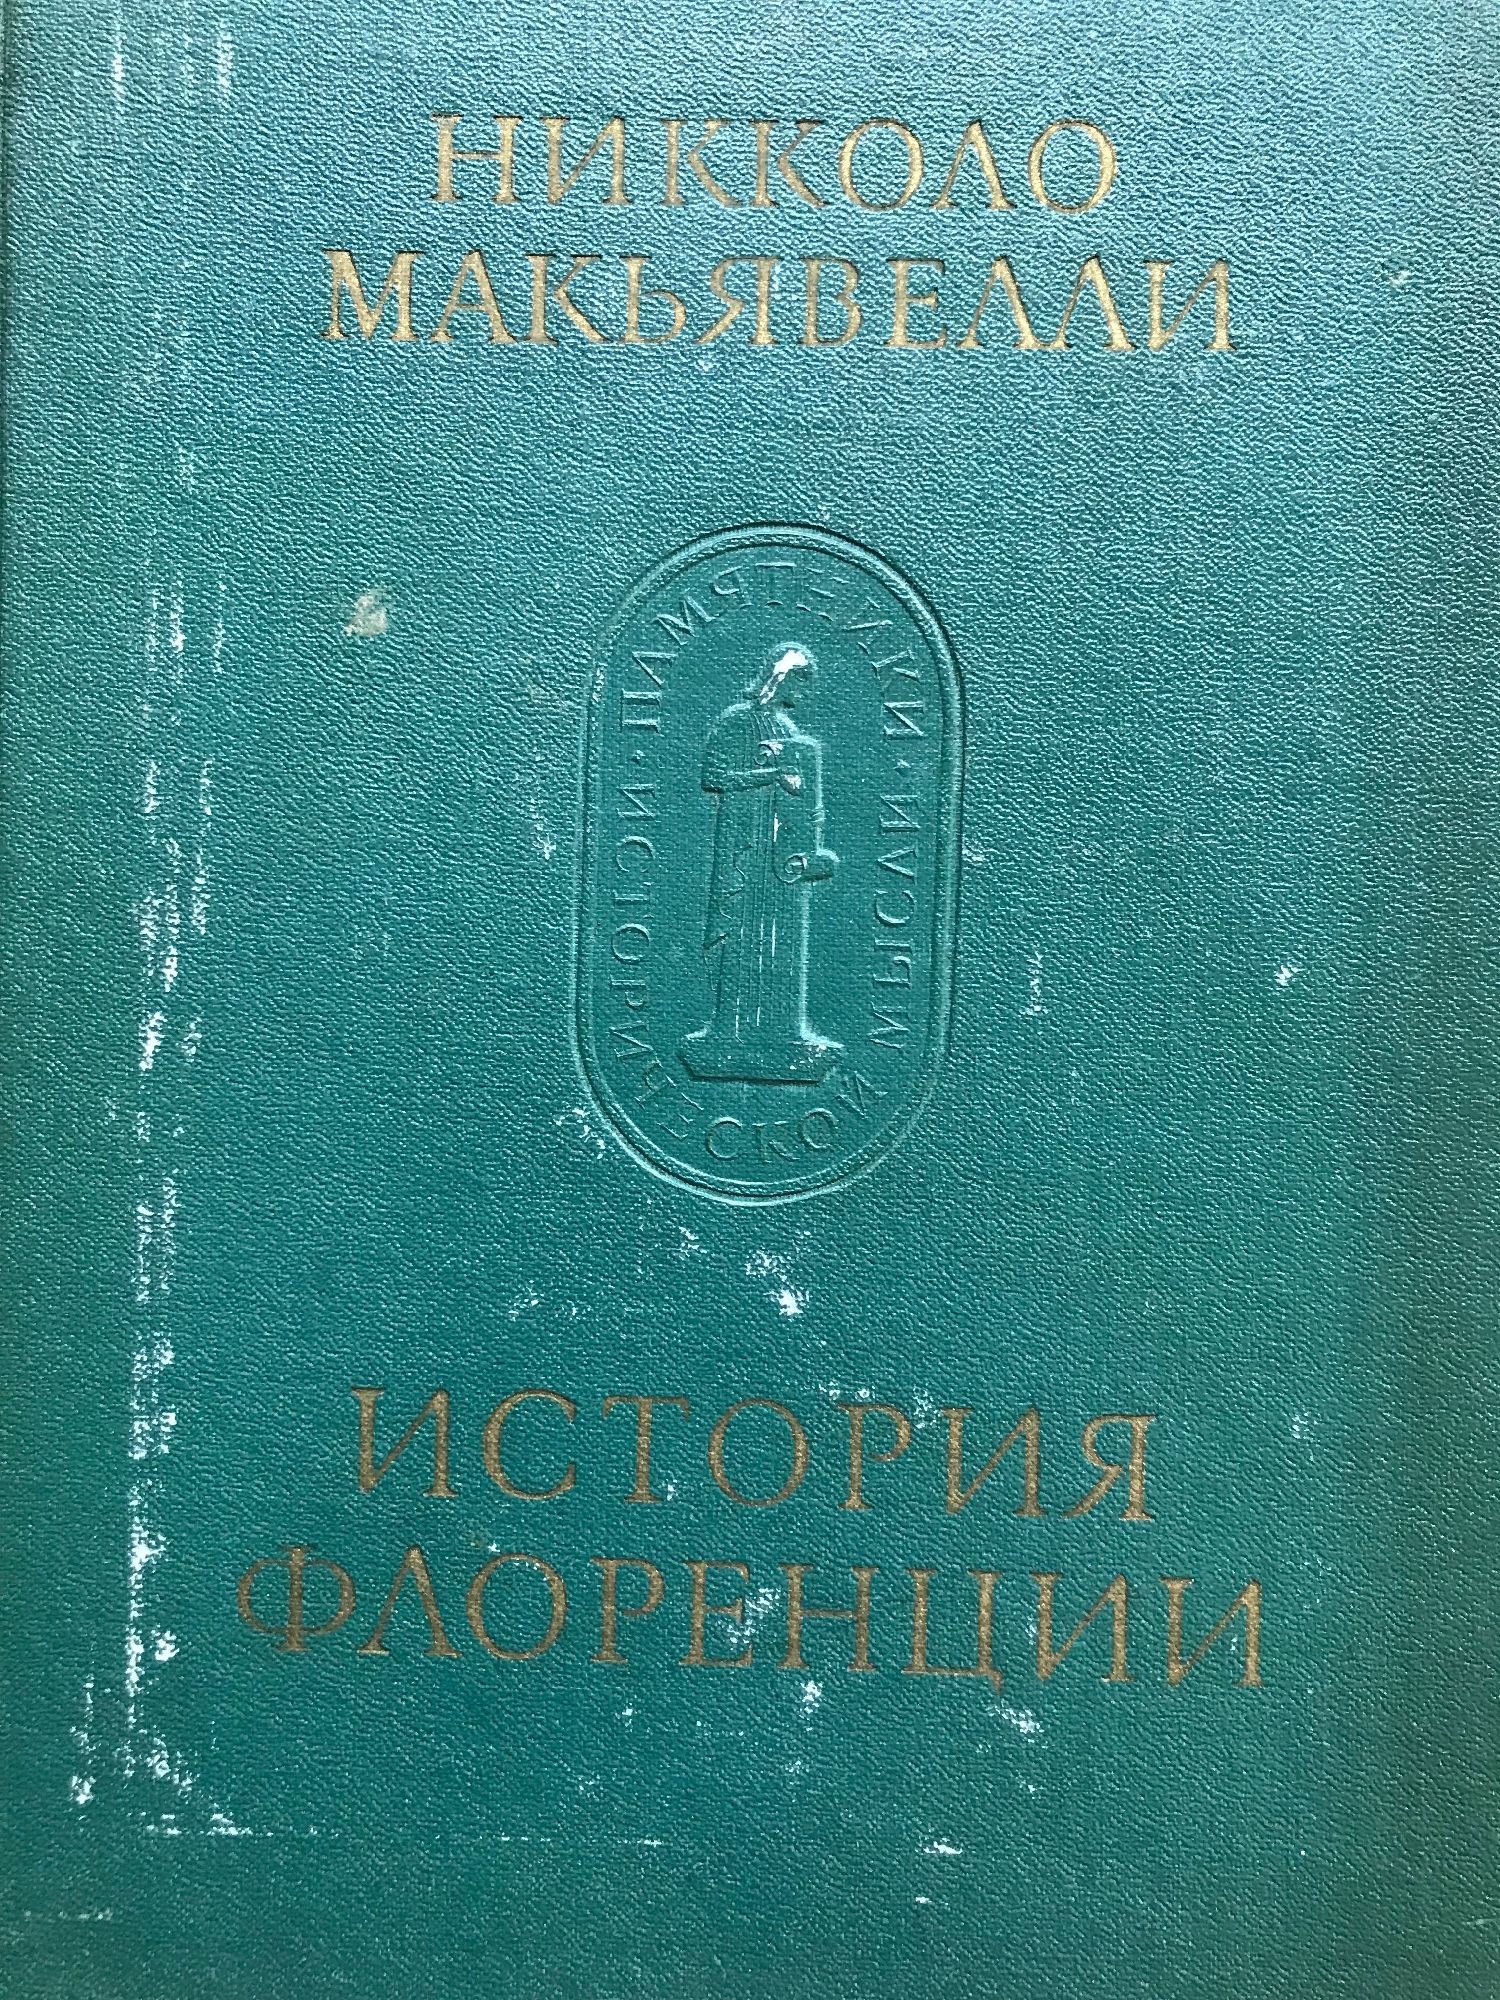 НИККОЛО
МАКЬЯВЕЛЛИ
ПАМЯТНИКИ · ИСТОРИЧЕСКОЙ МЫСЛИ ·
ИСТОРИЯ
ФЛОРЕНЦИИ